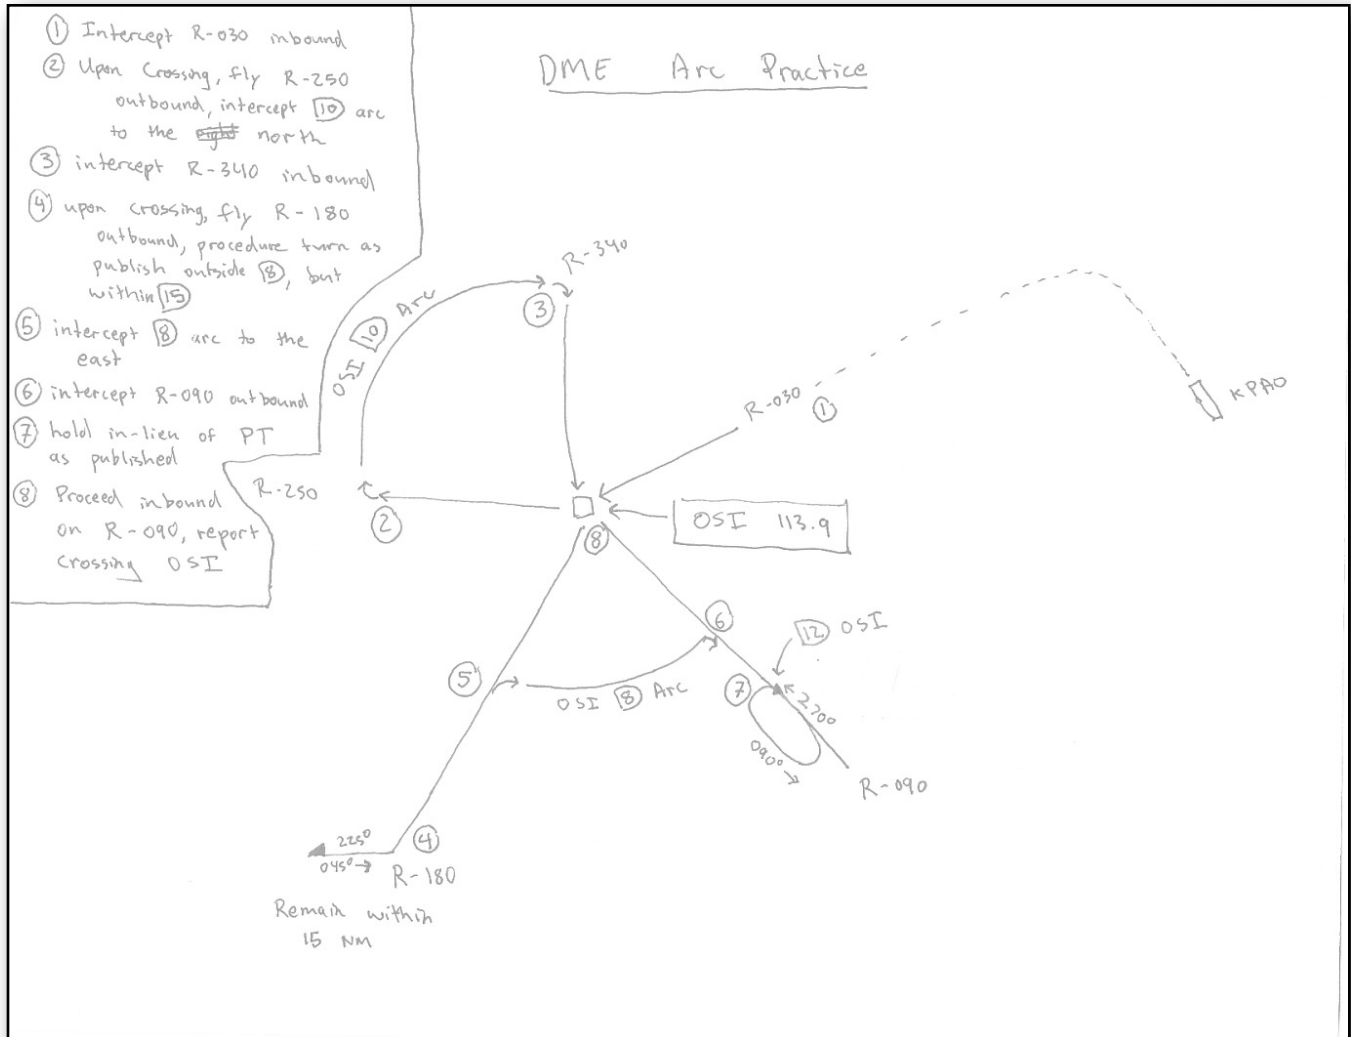 DME Arc Practice
① Intercept R-030 inbound
② Upon Crossing, fly R-250
outbound, intercept 10 arc
to the right north
③ intercept R-340 inbound
④ upon crossing, fly R-180
outbound, procedure turn as
publish outside 8, but
within 15
⑤ intercept 8 arc to the
east
⑥ intercept R-090 outbound
⑦ hold in-lieu of PT
as published
⑧ Proceed inbound
on R-090, report
crossing OSI
R-340
③
OSI 10 Arc
R-030 ①
KPAO
R-250
②
OSI 113.9
⑧
⑥
12 OSI
⑤
OSI 8 Arc
⑦
270°
090°
R-090
④
225°
045°
R-180
Remain within
15 NM